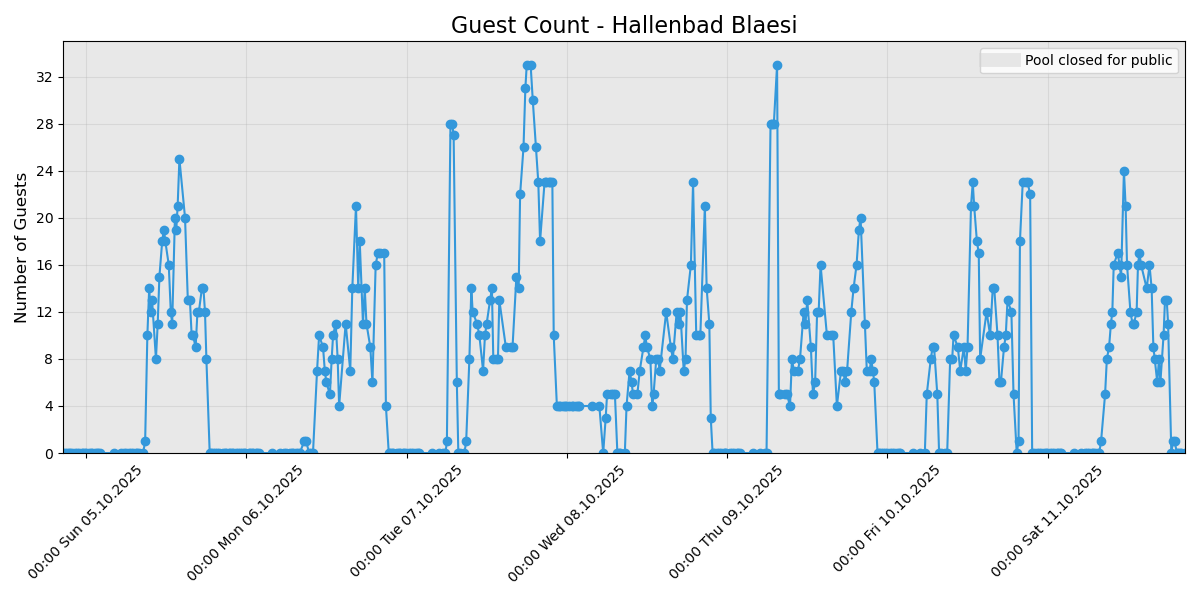 Guest Count - Hallenbad Blaesi
Pool closed for public
Number of Guests
32
28
24
20
16
12
8
4
0
00:00 Sun 05.10.2025
00:00 Mon 06.10.2025
00:00 Tue 07.10.2025
00:00 Wed 08.10.2025
00:00 Thu 09.10.2025
00:00 Fri 10.10.2025
00:00 Sat 11.10.2025